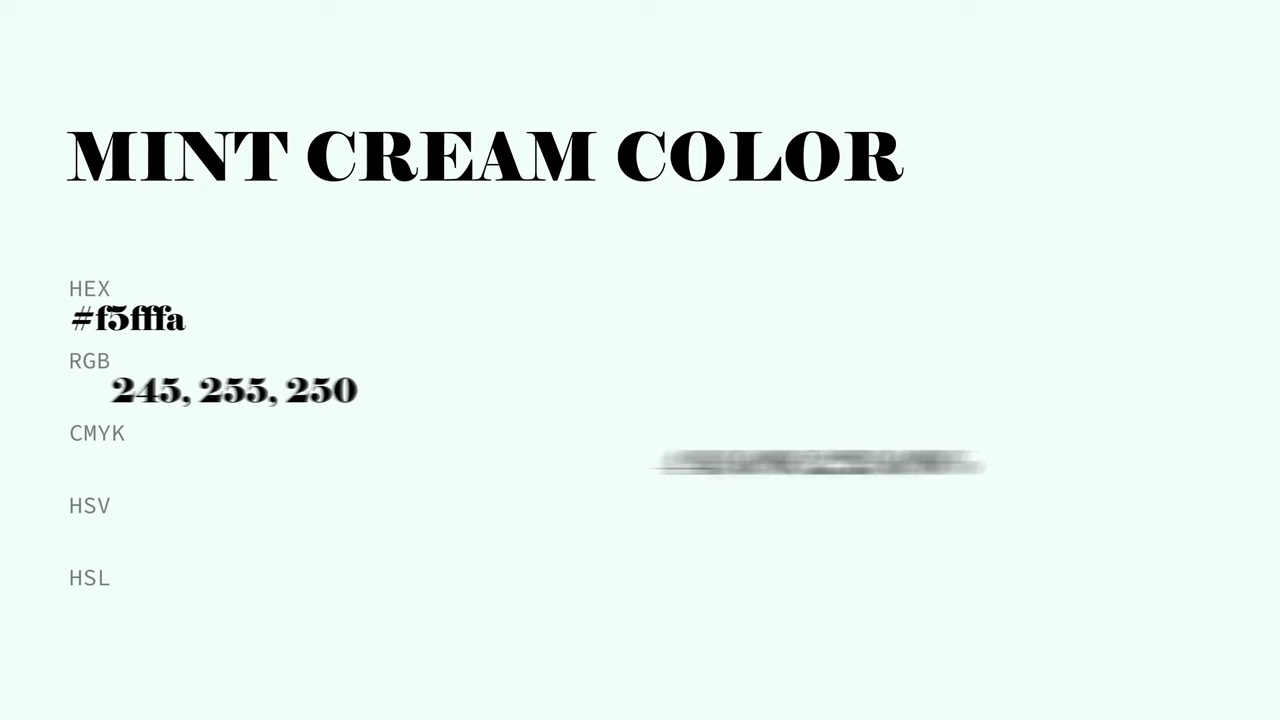 MINT CREAM COLOR
HEX
#f5fffa
RGB
245, 255, 250
CMYK
HSV
HSL